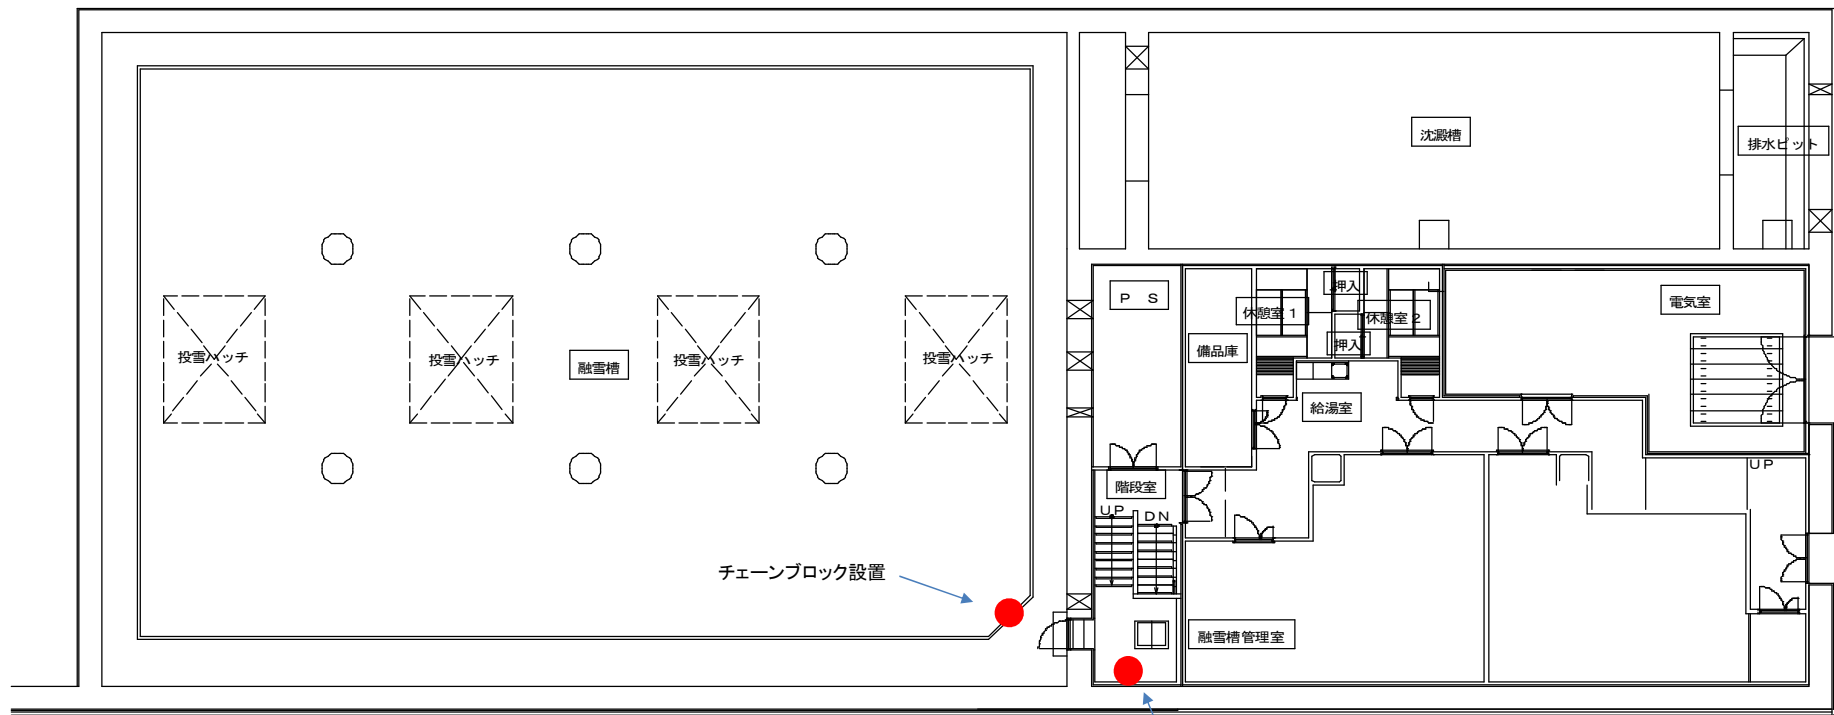 沈澱槽
排水ピット
P S
押入
休憩室1
休憩室2
電気室
備品庫
押入
投雪ハッチ
投雪ハッチ
融雪槽
投雪ハッチ
投雪ハッチ
給湯室
UP
階段室
UP
DN
チェーンブロック設置
融雪槽管理室